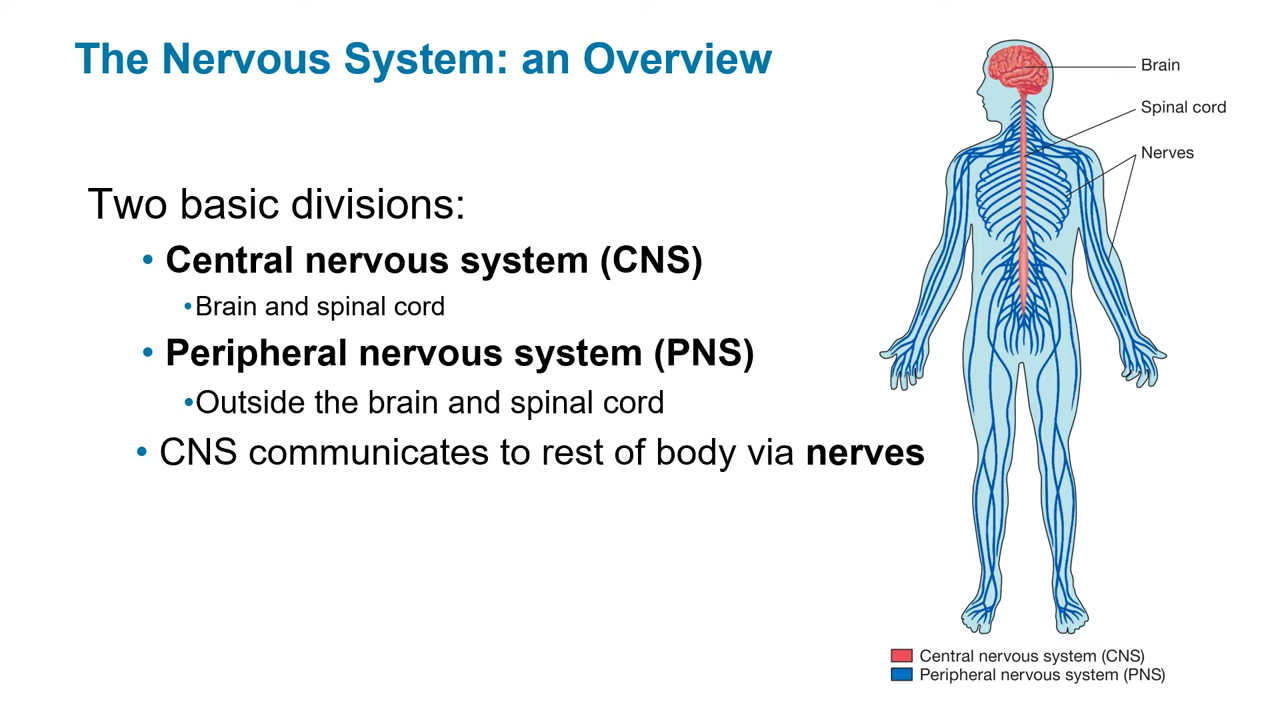 The Nervous System: an Overview
Two basic divisions:
• Central nervous system (CNS)
•Brain and spinal cord
• Peripheral nervous system (PNS)
•Outside the brain and spinal cord
• CNS communicates to rest of body via nerves
Brain
Spinal cord
Nerves
Central nervous system (CNS)
Peripheral nervous system (PNS)